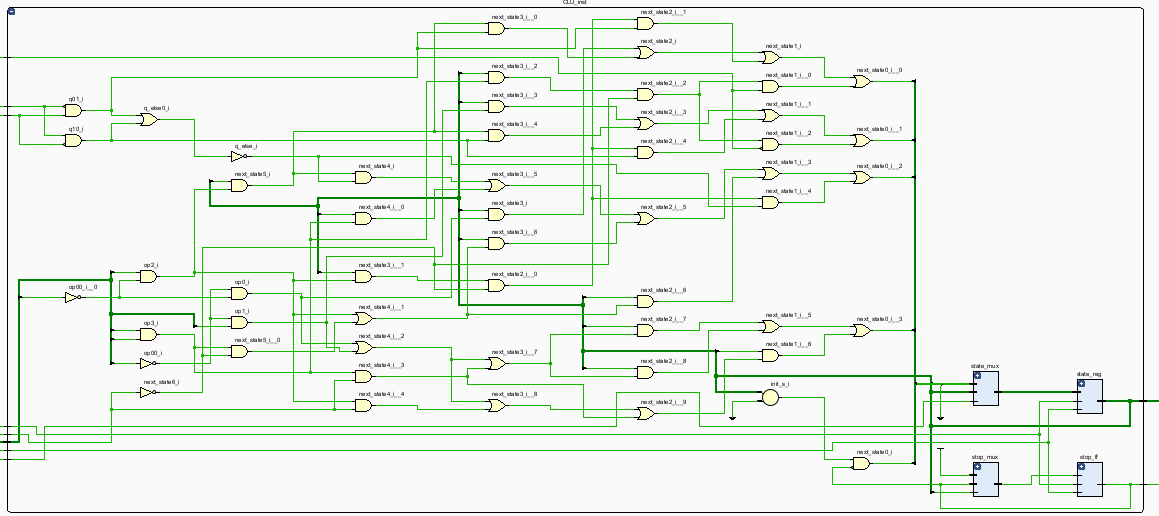 CLU_inst
next_state3_i__0
next_state2_i__1
next_state2_i
next_state1_i
next_state3_i__2
next_state1_i__0
next_state0_i__0
next_state2_i__2
q01_i
next_state3_i__3
q_else0_i
next_state1_i__1
next_state2_i__3
q10_i
next_state3_i__4
next_state0_i__1
next_state1_i__2
next_state2_i__4
q_else_i
next_state1_i__3
next_state0_i__2
next_state4_i
next_state5_i
next_state3_i__5
next_state1_i__4
next_state3_i
next_state4_i__0
next_state2_i__5
next_state3_i__6
op2_i
next_state3_i__1
next_state2_i__0
op0_i
op00_i__0
next_state2_i__6
next_state4_i__1
op1_i
op3_i
next_state2_i__7
next_state1_i__5
next_state0_i__3
next_state4_i__2
next_state5_i__0
op00_i
next_state3_i__7
next_state1_i__6
next_state4_i__3
next_state2_i__8
state_mux
state_reg
next_state6_i
init_s_i
next_state4_i__4
next_state3_i__8
next_state2_i__9
next_state0_i
stop_mux
stop_ff